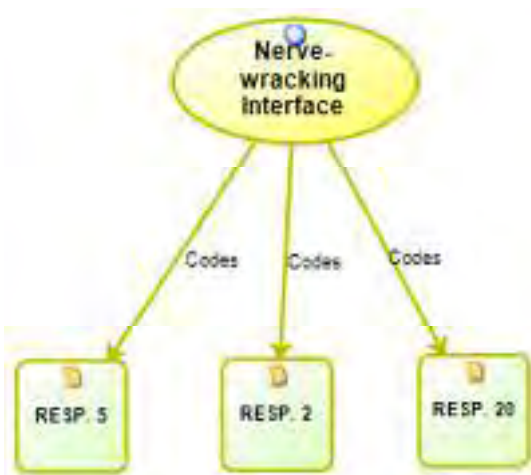 Nerve-
wracking
Interface
Codes Codes Codes
RESP. 5 RESP. 2 RESP. 20